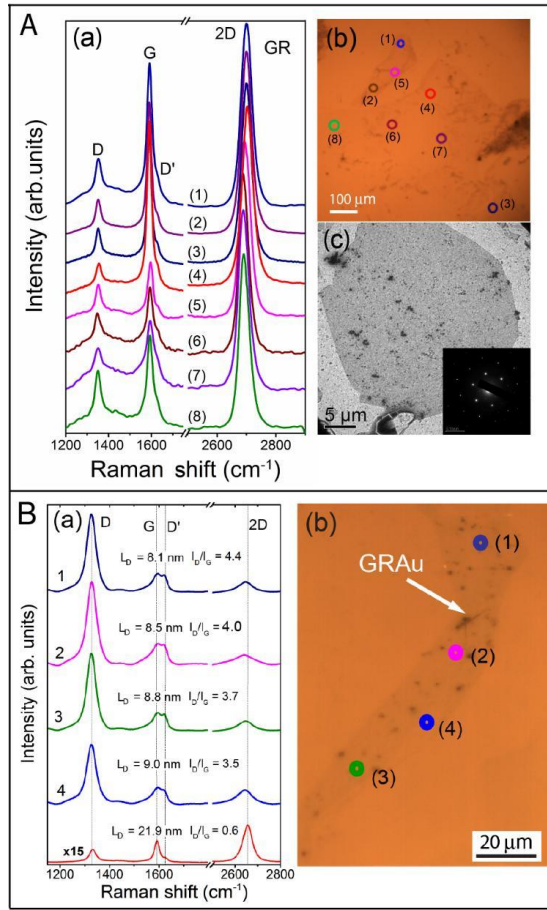 A
(a)
G
2D
GR
D
D'
(1)
(2)
(3)
(4)
(5)
(6)
(7)
(8)
Intensity (arb.units)
1200 1400 1600 2600 2800
Raman shift (cm⁻¹)
(b)
(1)
(5)
(2)
(4)
(8)
(6)
(7)
(3)
100 µm
(c)
5 µm
B
(a)
D
G
D'
2D
L_D = 8.1 nm I_D/I_G = 4.4
1
L_D = 8.5 nm I_D/I_G = 4.0
2
L_D = 8.8 nm I_D/I_G = 3.7
3
L_D = 9.0 nm I_D/I_G = 3.5
4
L_D = 21.9 nm I_D/I_G = 0.6
x15
Intensity (arb. units)
1200 1400 1600 2600 2800
Raman shift (cm⁻¹)
(b)
(1)
GRAu
(2)
(4)
(3)
20 µm